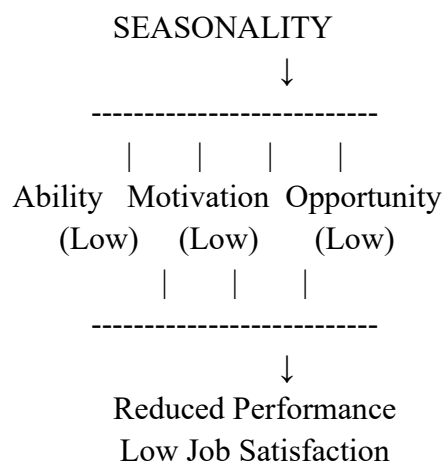 SEASONALITY
↓
---------------------------
| | | |
Ability Motivation Opportunity
(Low) (Low) (Low)
| | |
---------------------------
↓
Reduced Performance
Low Job Satisfaction